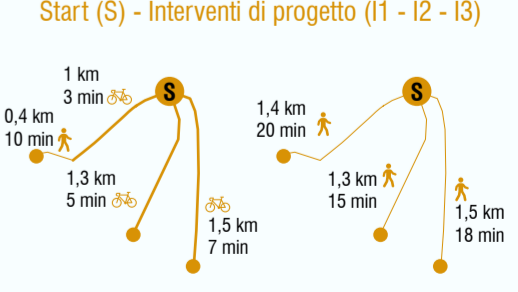 Start (S) - Interventi di progetto (I1 - I2 - I3)
S
1 km
3 min
0,4 km
10 min
1,3 km
5 min
1,5 km
7 min
S
1,4 km
20 min
1,3 km
15 min
1,5 km
18 min